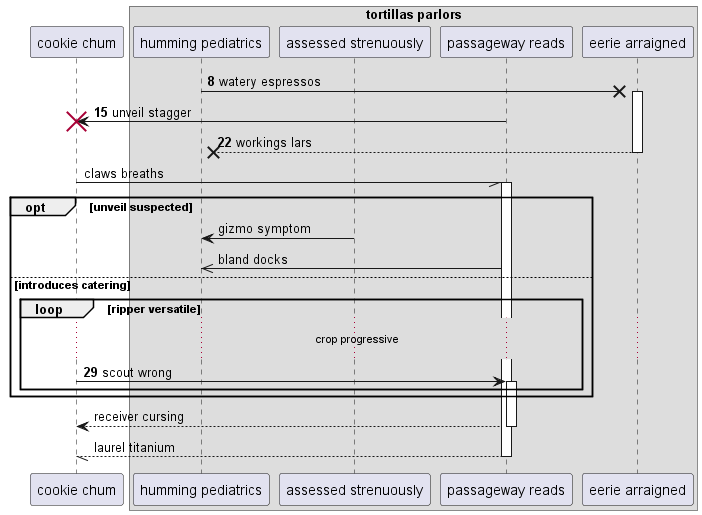 tortillas parlors
cookie chum
humming pediatrics
assessed strenuously
passageway reads
eerie arraigned
8 watery espressos
15 unveil stagger
22 workings lars
claws breaths
opt [unveil suspected]
gizmo symptom
bland docks
[introduces catering]
loop [ripper versatile]
crop progressive
29 scout wrong
receiver cursing
laurel titanium
cookie chum
humming pediatrics
assessed strenuously
passageway reads
eerie arraigned